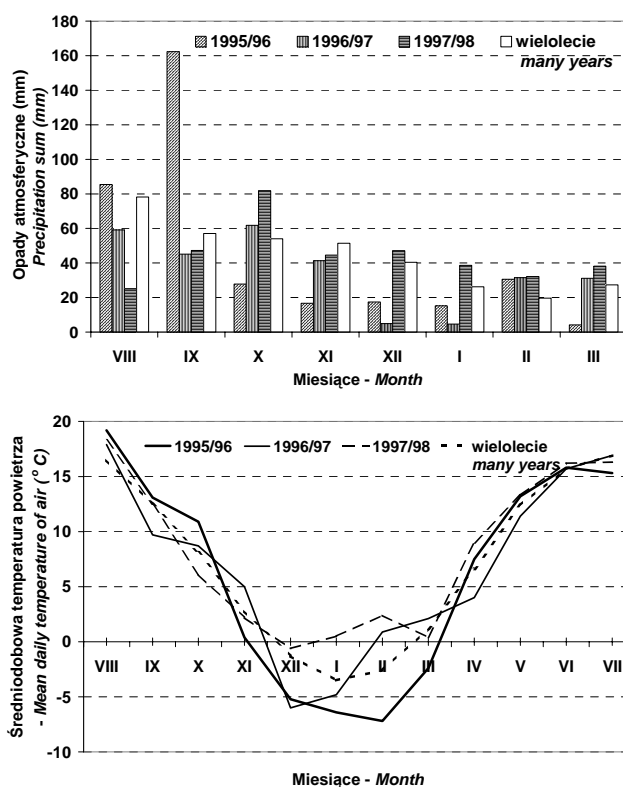 Opady atmosferyczne (mm)
Precipitation sum (mm)
180
160
140
120
100
80
60
40
20
0
1995/96 1996/97 1997/98 wielolecie
many years
VIII IX X XI XII I II III
Miesiące - Month
Średniodobowa temperatura powietrza
- Mean daily temperature of air (° C)
20
15
10
5
0
-5
-10
1995/96 1996/97 1997/98 wielolecie
many years
VIII IX X XI XII I II III IV V VI VII
Miesiące - Month